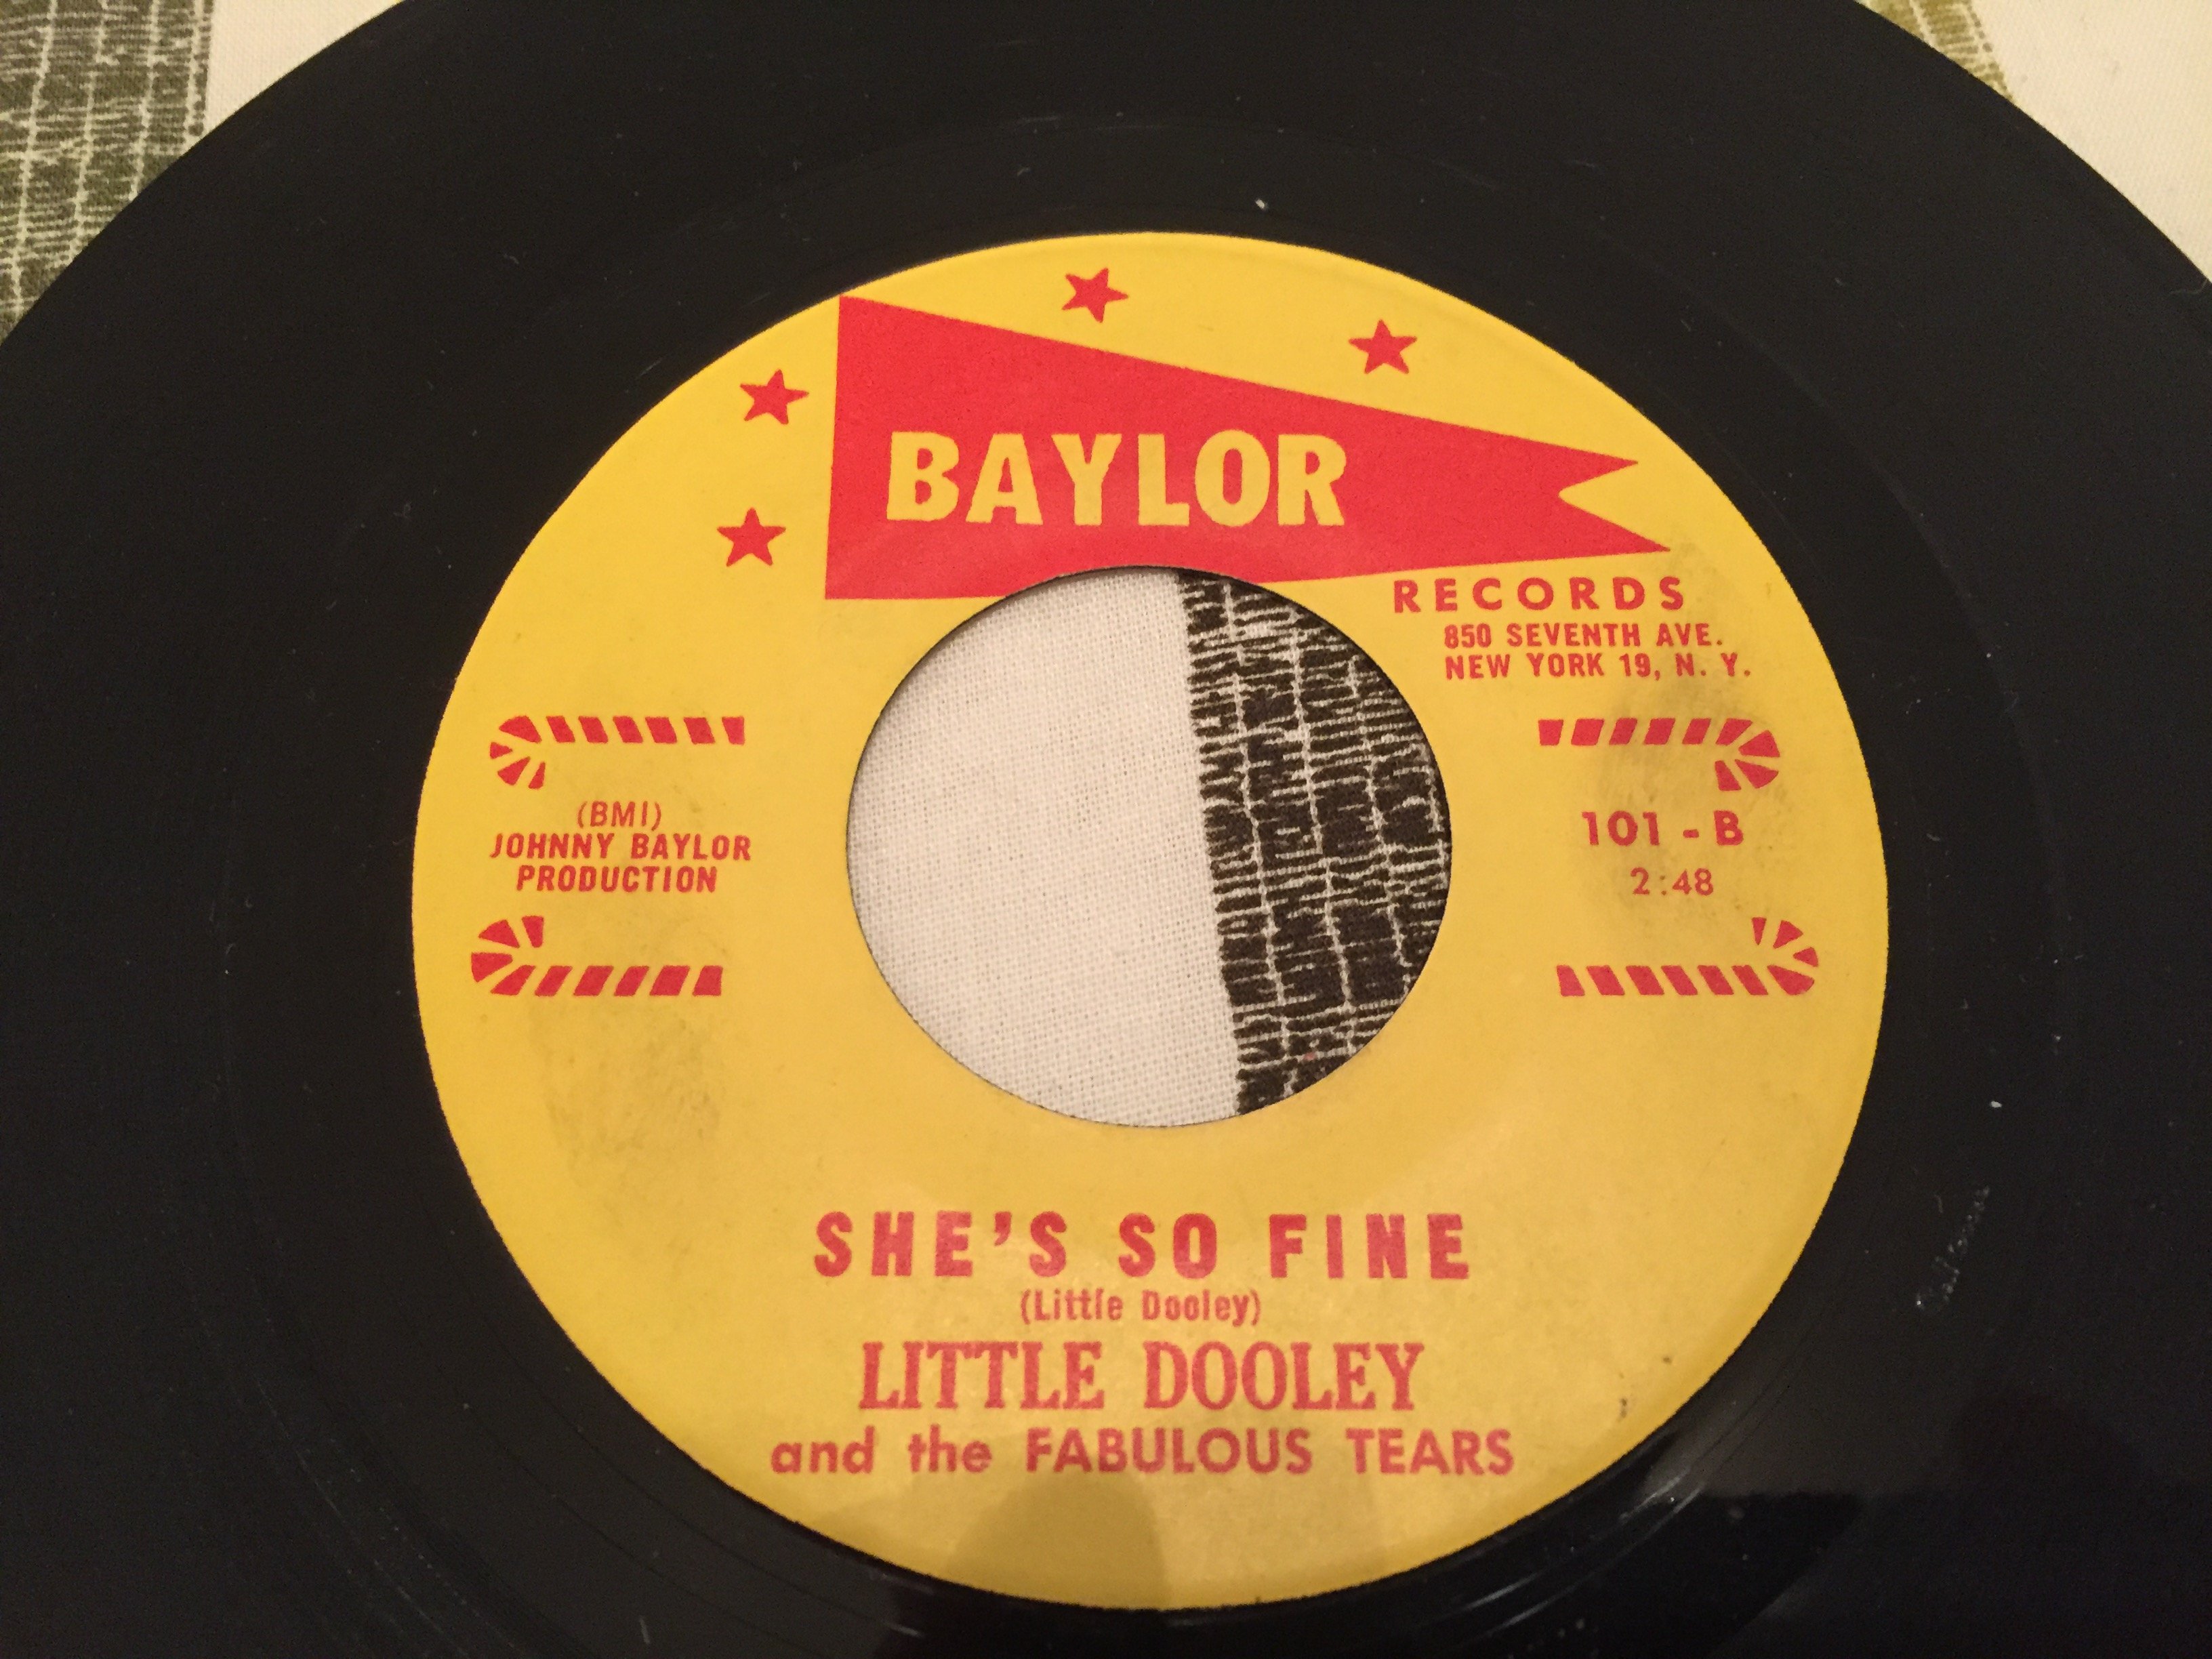 BAYLOR
RECORDS
850 SEVENTH AVE.
NEW YORK 19, N. Y.
(BMI)
JOHNNY BAYLOR
PRODUCTION
101 - B
2:48
SHE'S SO FINE
(Little Dooley)
LITTLE DOOLEY
and the FABULOUS TEARS